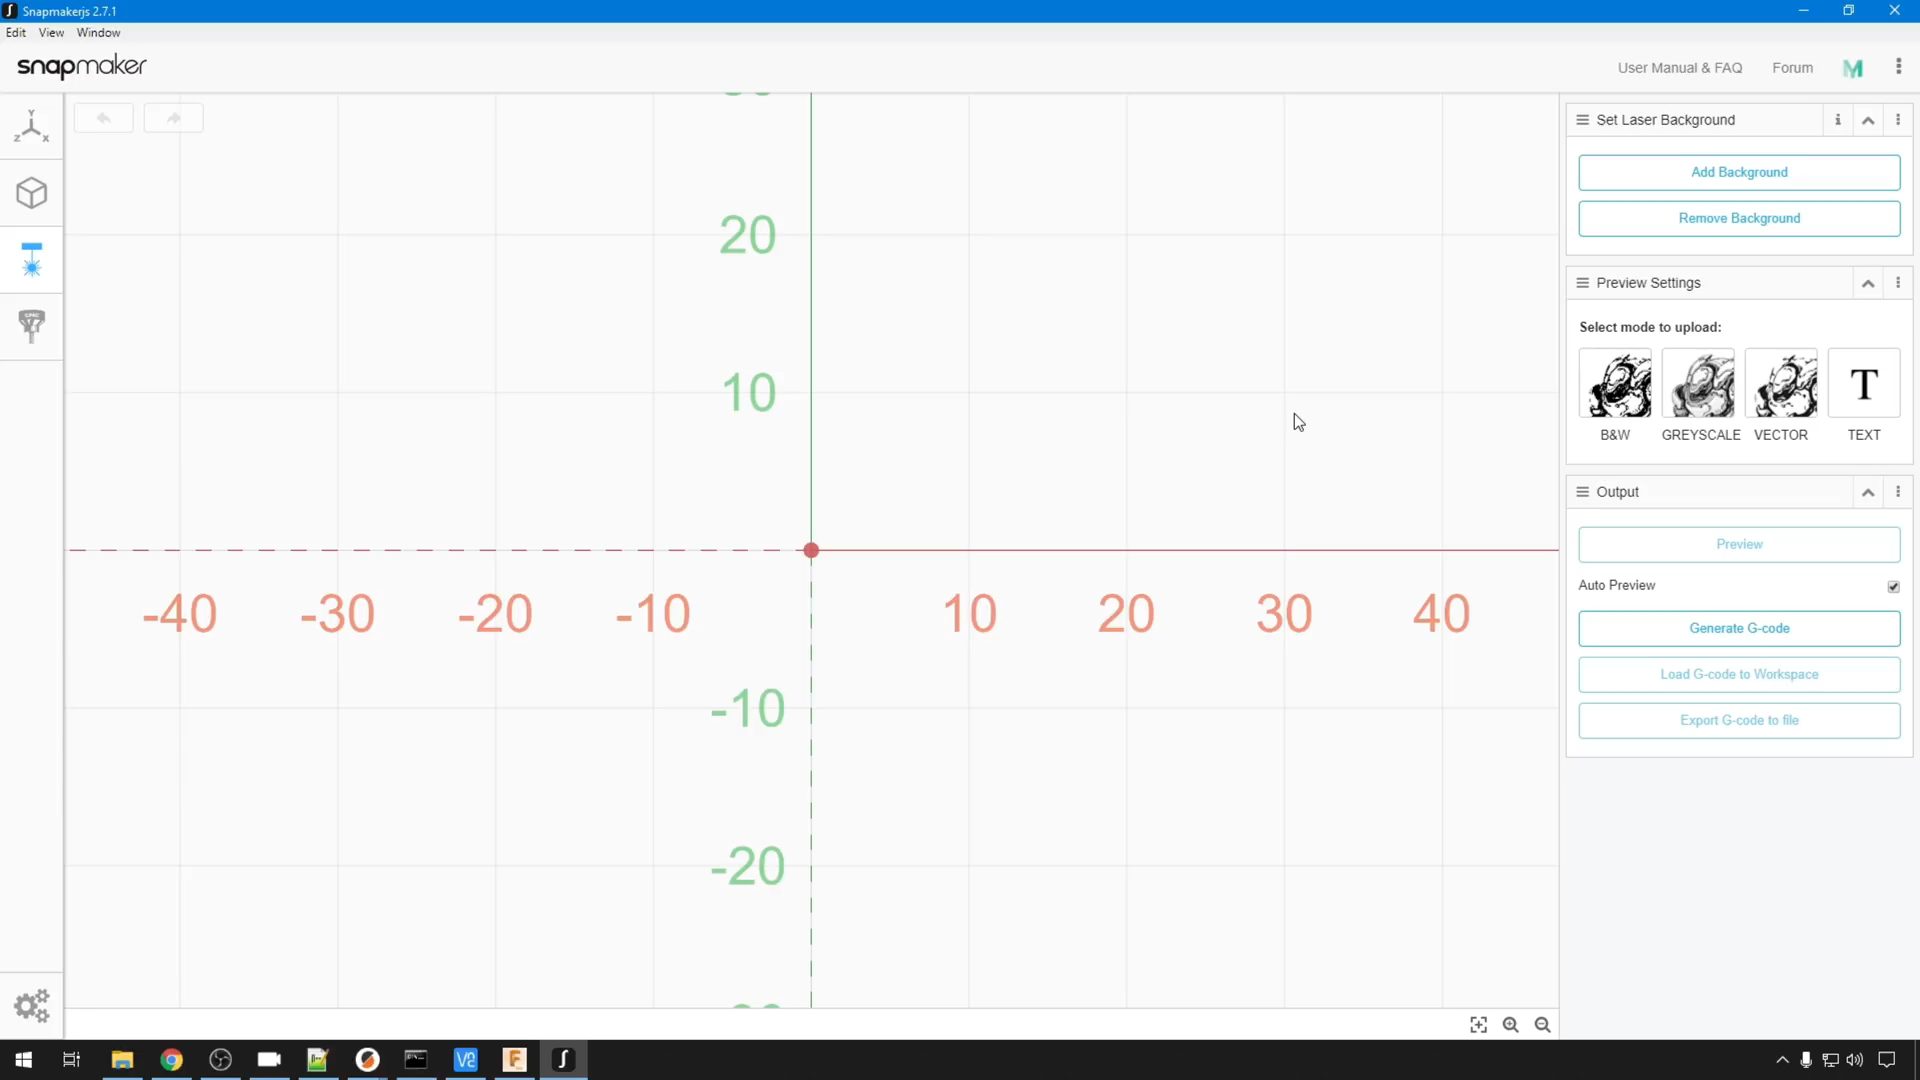 Snapmakerjs 2.7.1
Edit View Window
snapmaker
User Manual & FAQ Forum
Set Laser Background
Add Background
Remove Background
Preview Settings
Select mode to upload:
T
B&W GREYSCALE VECTOR TEXT
Output
Preview
Auto Preview
Generate G-code
Load G-code to Workspace
Export G-code to file
20
10
-40 -30 -20 -10 10 20 30 40
-10
-20